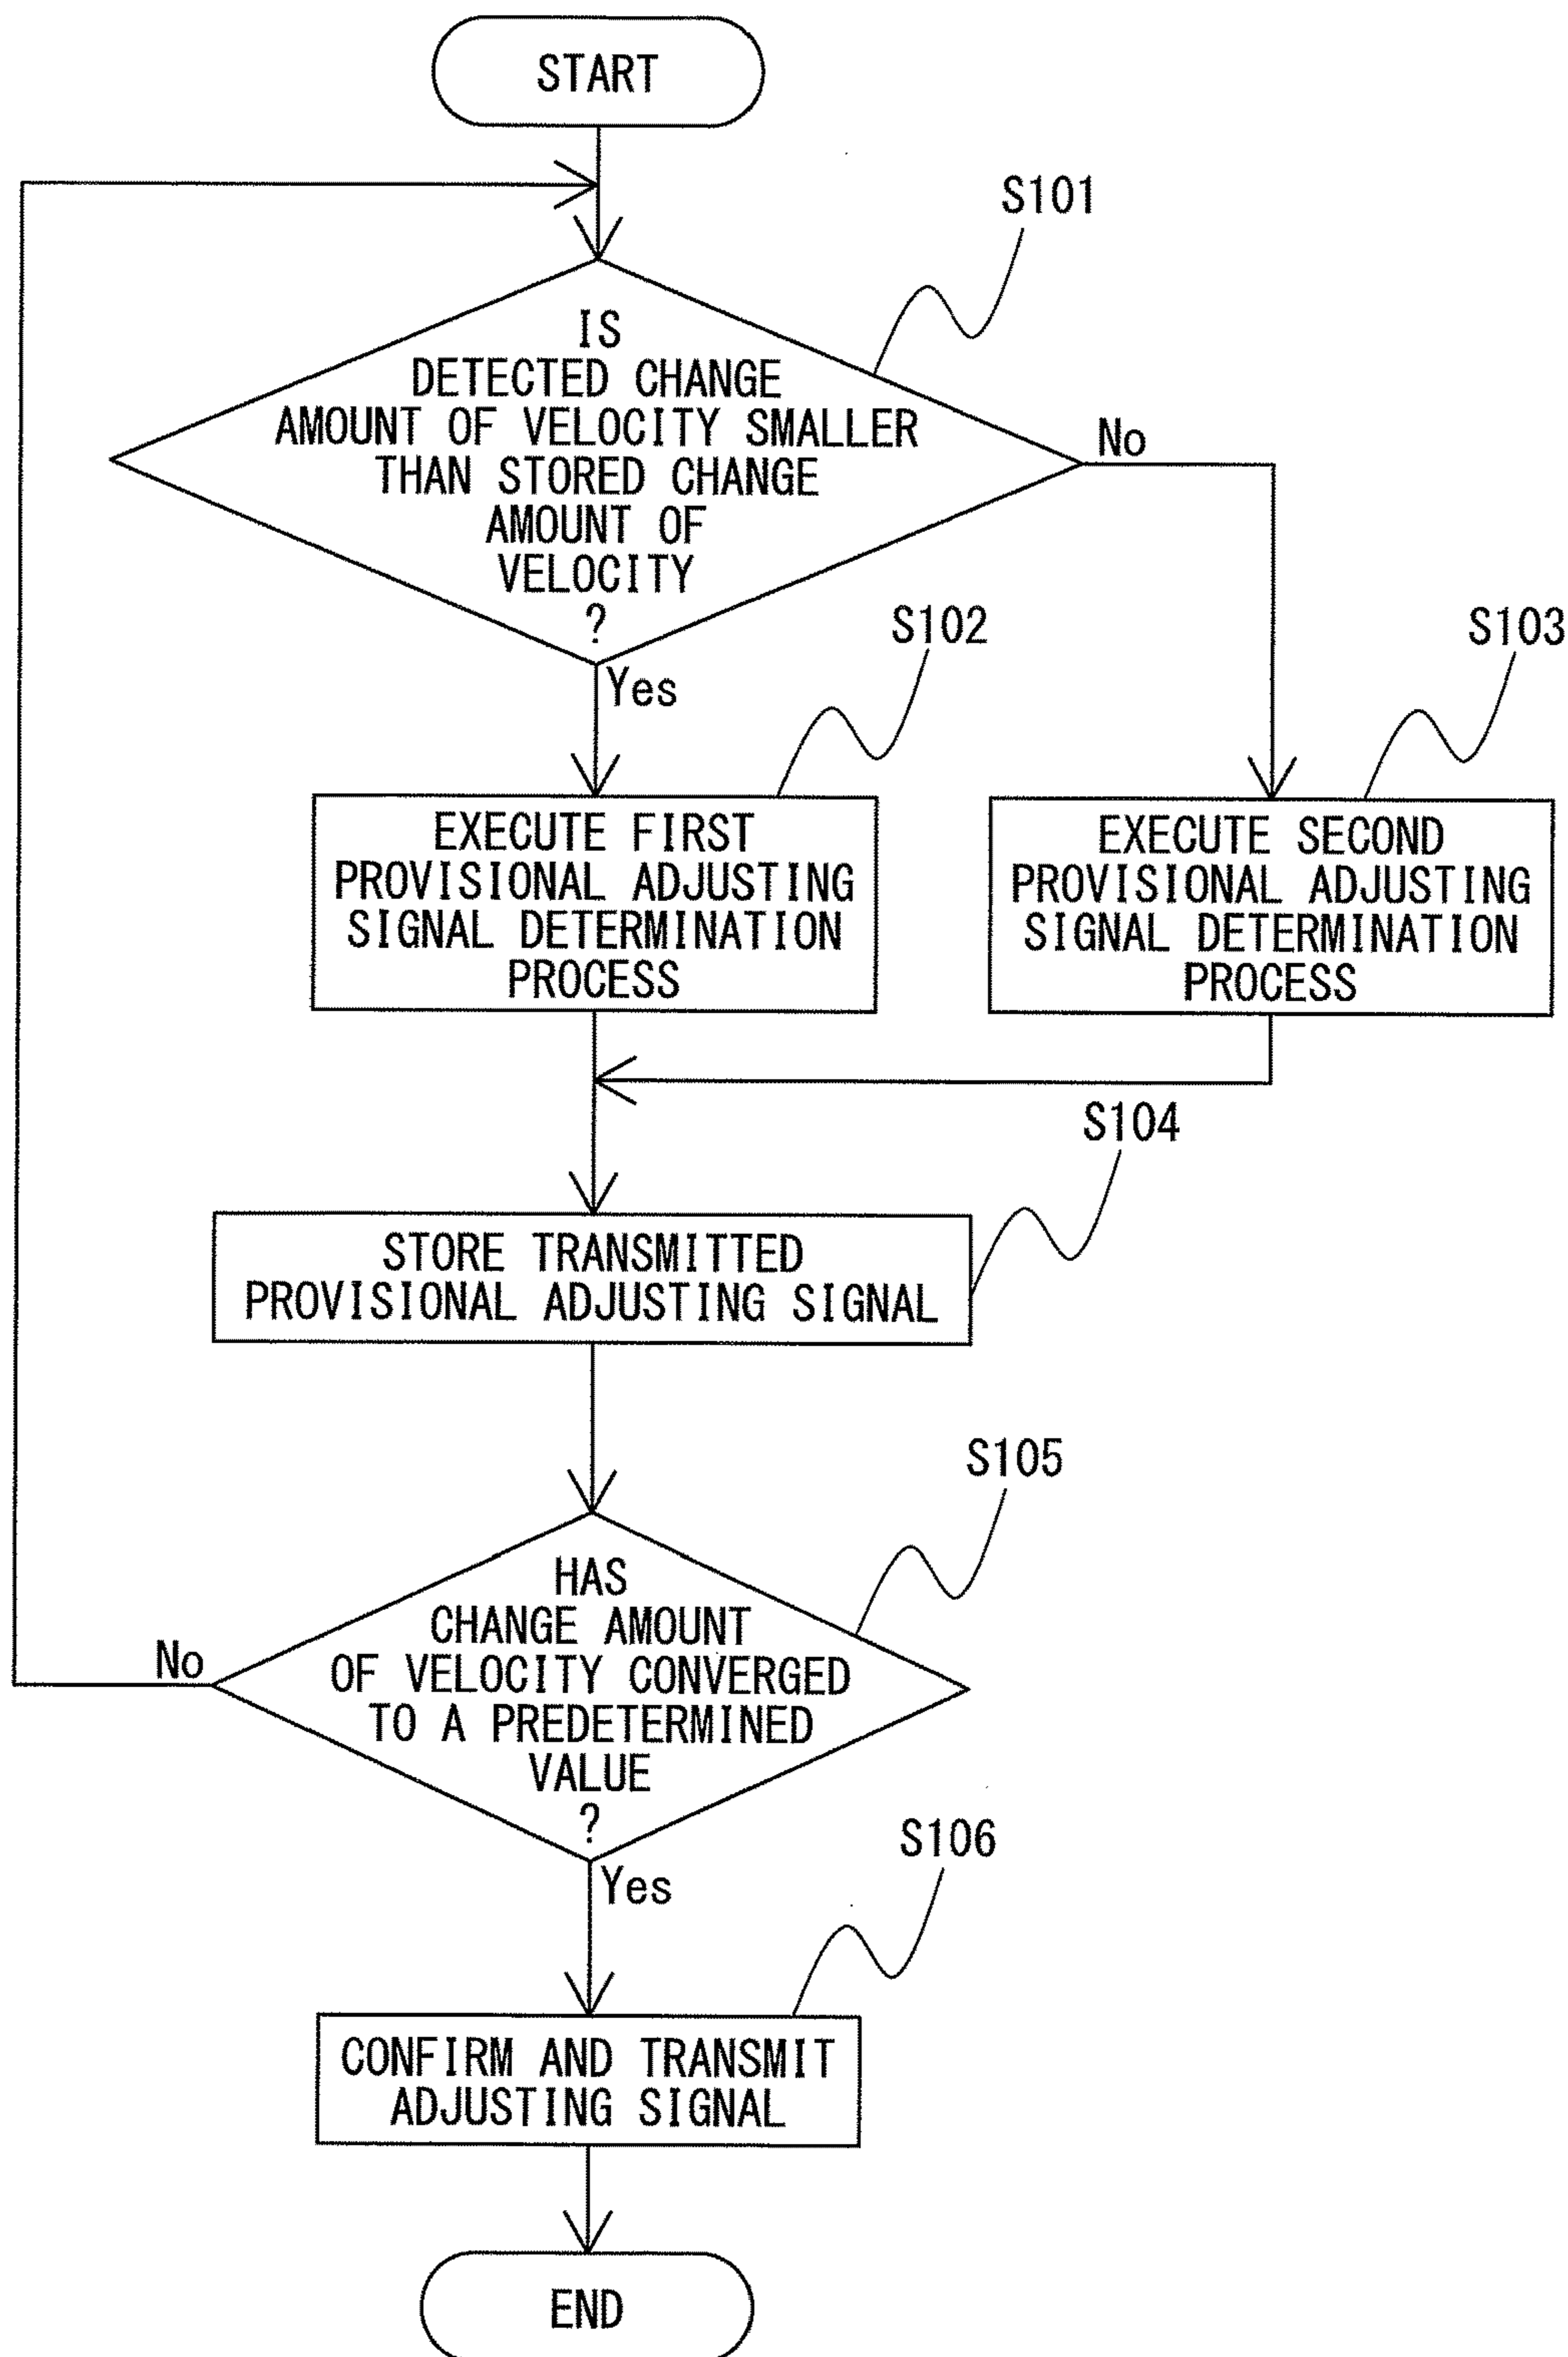 START
S101
IS
DETECTED CHANGE
AMOUNT OF VELOCITY SMALLER
THAN STORED CHANGE
AMOUNT OF
VELOCITY
?
No
Yes
S102
S103
EXECUTE FIRST
PROVISIONAL ADJUSTING
SIGNAL DETERMINATION
PROCESS
EXECUTE SECOND
PROVISIONAL ADJUSTING
SIGNAL DETERMINATION
PROCESS
S104
STORE TRANSMITTED
PROVISIONAL ADJUSTING SIGNAL
S105
HAS
CHANGE AMOUNT
OF VELOCITY CONVERGED
TO A PREDETERMINED
VALUE
?
No
Yes
S106
CONFIRM AND TRANSMIT
ADJUSTING SIGNAL
END